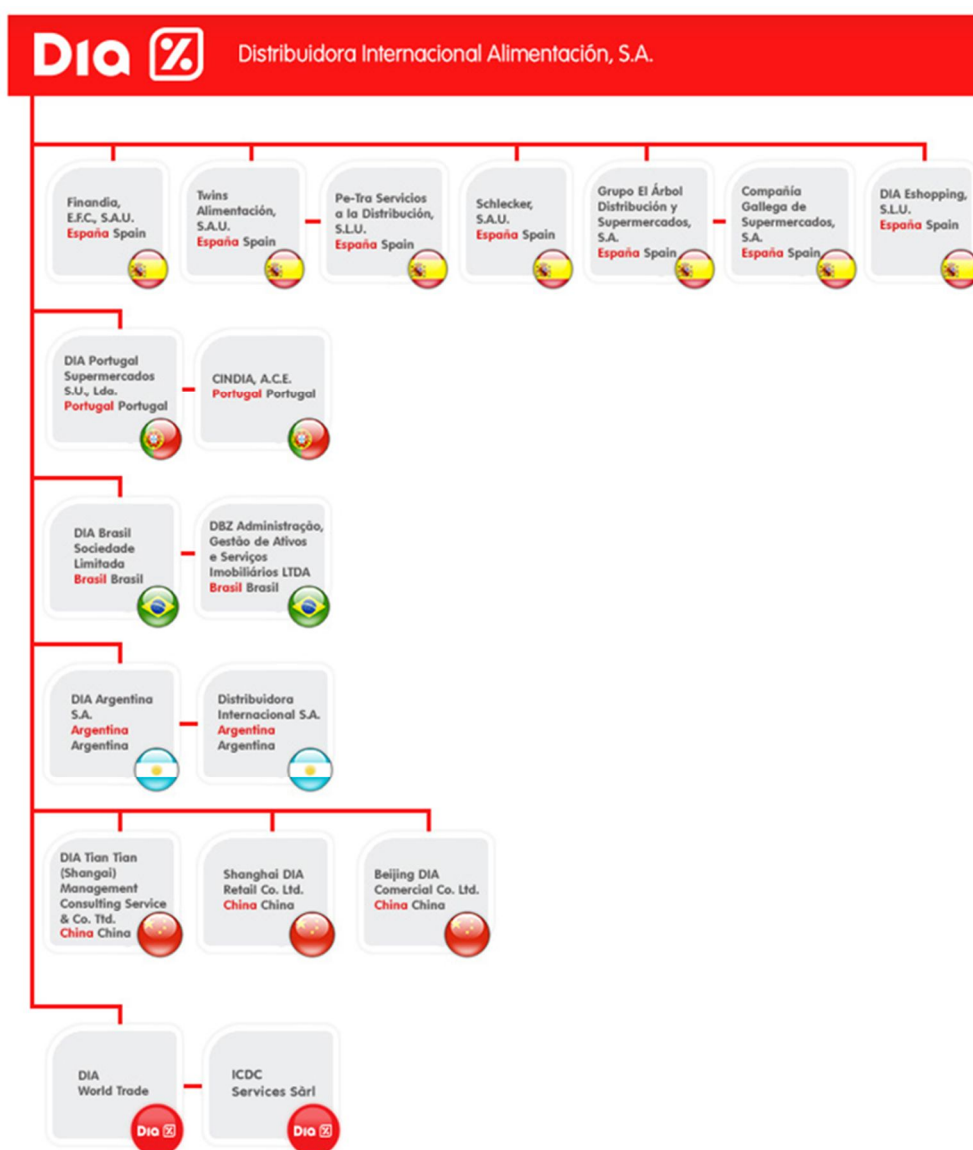 Dia %
Distribuidora Internacional Alimentación, S.A.
Finandia,
E.F.C., S.A.U.
España Spain
Twins
Alimentación,
S.A.U.
España Spain
Pe-Tra Servicios
a la Distribución,
S.L.U.
España Spain
Schlecker,
S.A.U.
España Spain
Grupo El Árbol
Distribución y
Supermercados,
S.A.
España Spain
Compañía
Gallega de
Supermercados,
S.A.
España Spain
DIA Eshopping,
S.L.U.
España Spain
DIA Portugal
Supermercados
S.U., Lda.
Portugal Portugal
CINDIA, A.C.E.
Portugal Portugal
DIA Brasil
Sociedade
Limitada
Brasil Brasil
DBZ Administração,
Gestão de Ativos
e Serviços
Imobiliários LTDA
Brasil Brasil
DIA Argentina
S.A.
Argentina
Argentina
Distribuidora
Internacional S.A.
Argentina
Argentina
DIA Tian Tian
(Shangai)
Management
Consulting Service
& Co. Ttd.
China China
Shanghai DIA
Retail Co. Ltd.
China China
Beijing DIA
Comercial Co. Ltd.
China China
DIA
World Trade
Dia %
ICDC
Services Sàrl
Dia %